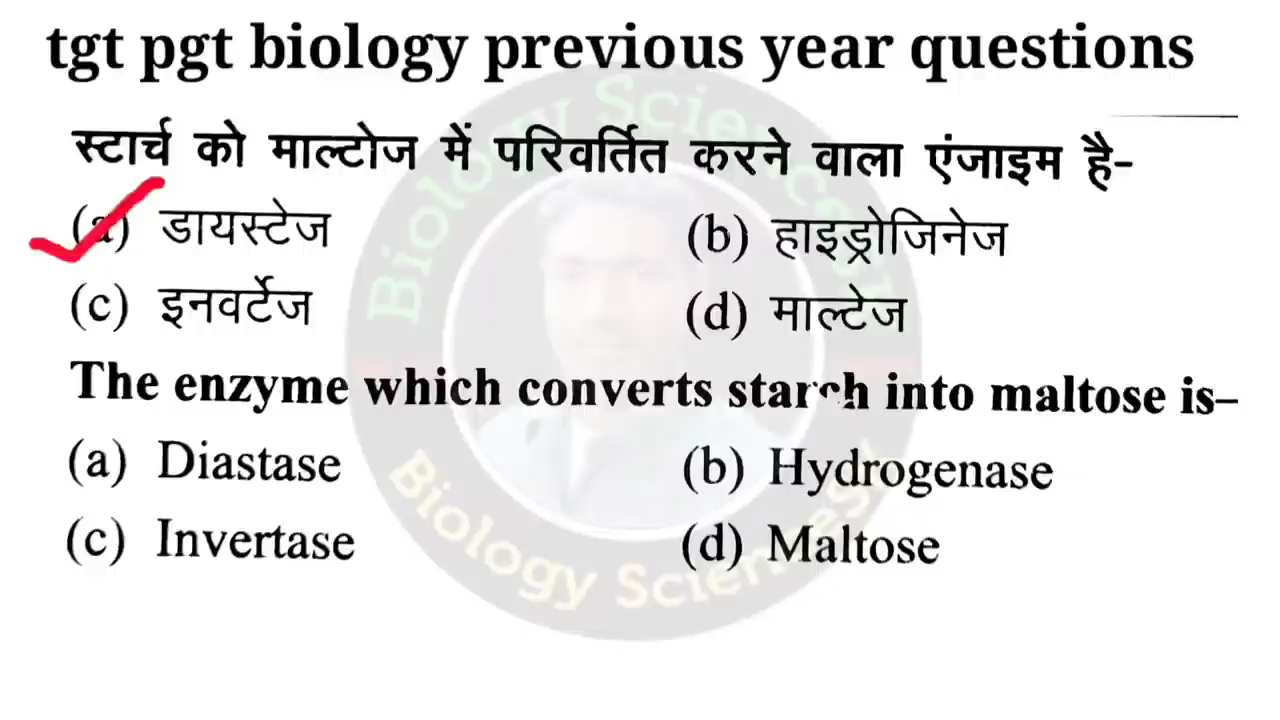 tgt pgt biology previous year questions
स्टार्च को माल्टोज में परिवर्तित करने वाला एंजाइम है-
(a) डायस्टेज (b) हाइड्रोजिनेज
(c) इनवर्टेज (d) माल्टेज
The enzyme which converts starch into maltose is–
(a) Diastase (b) Hydrogenase
(c) Invertase (d) Maltose